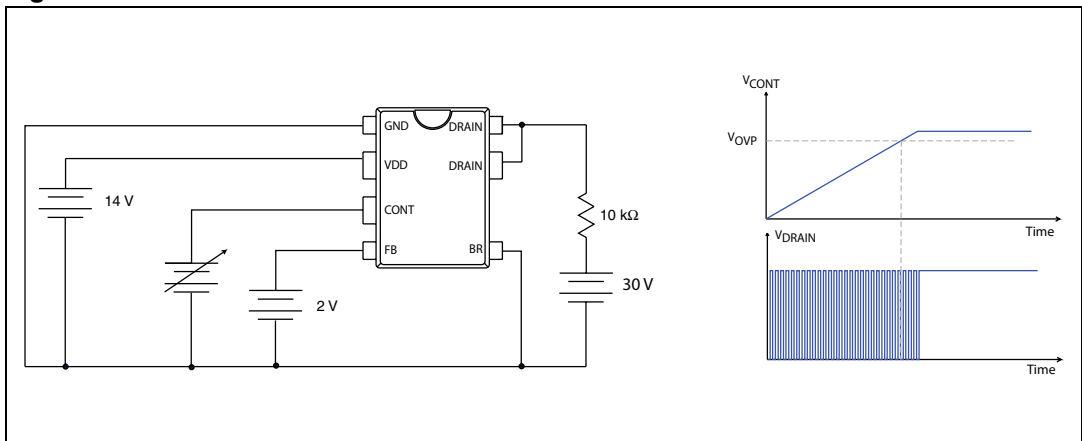 GND
DRAIN
VDD
DRAIN
CONT
FB
BR
14 V
2 V
10 kΩ
30 V
VCONT
VOVP
Time
VDRAIN
Time